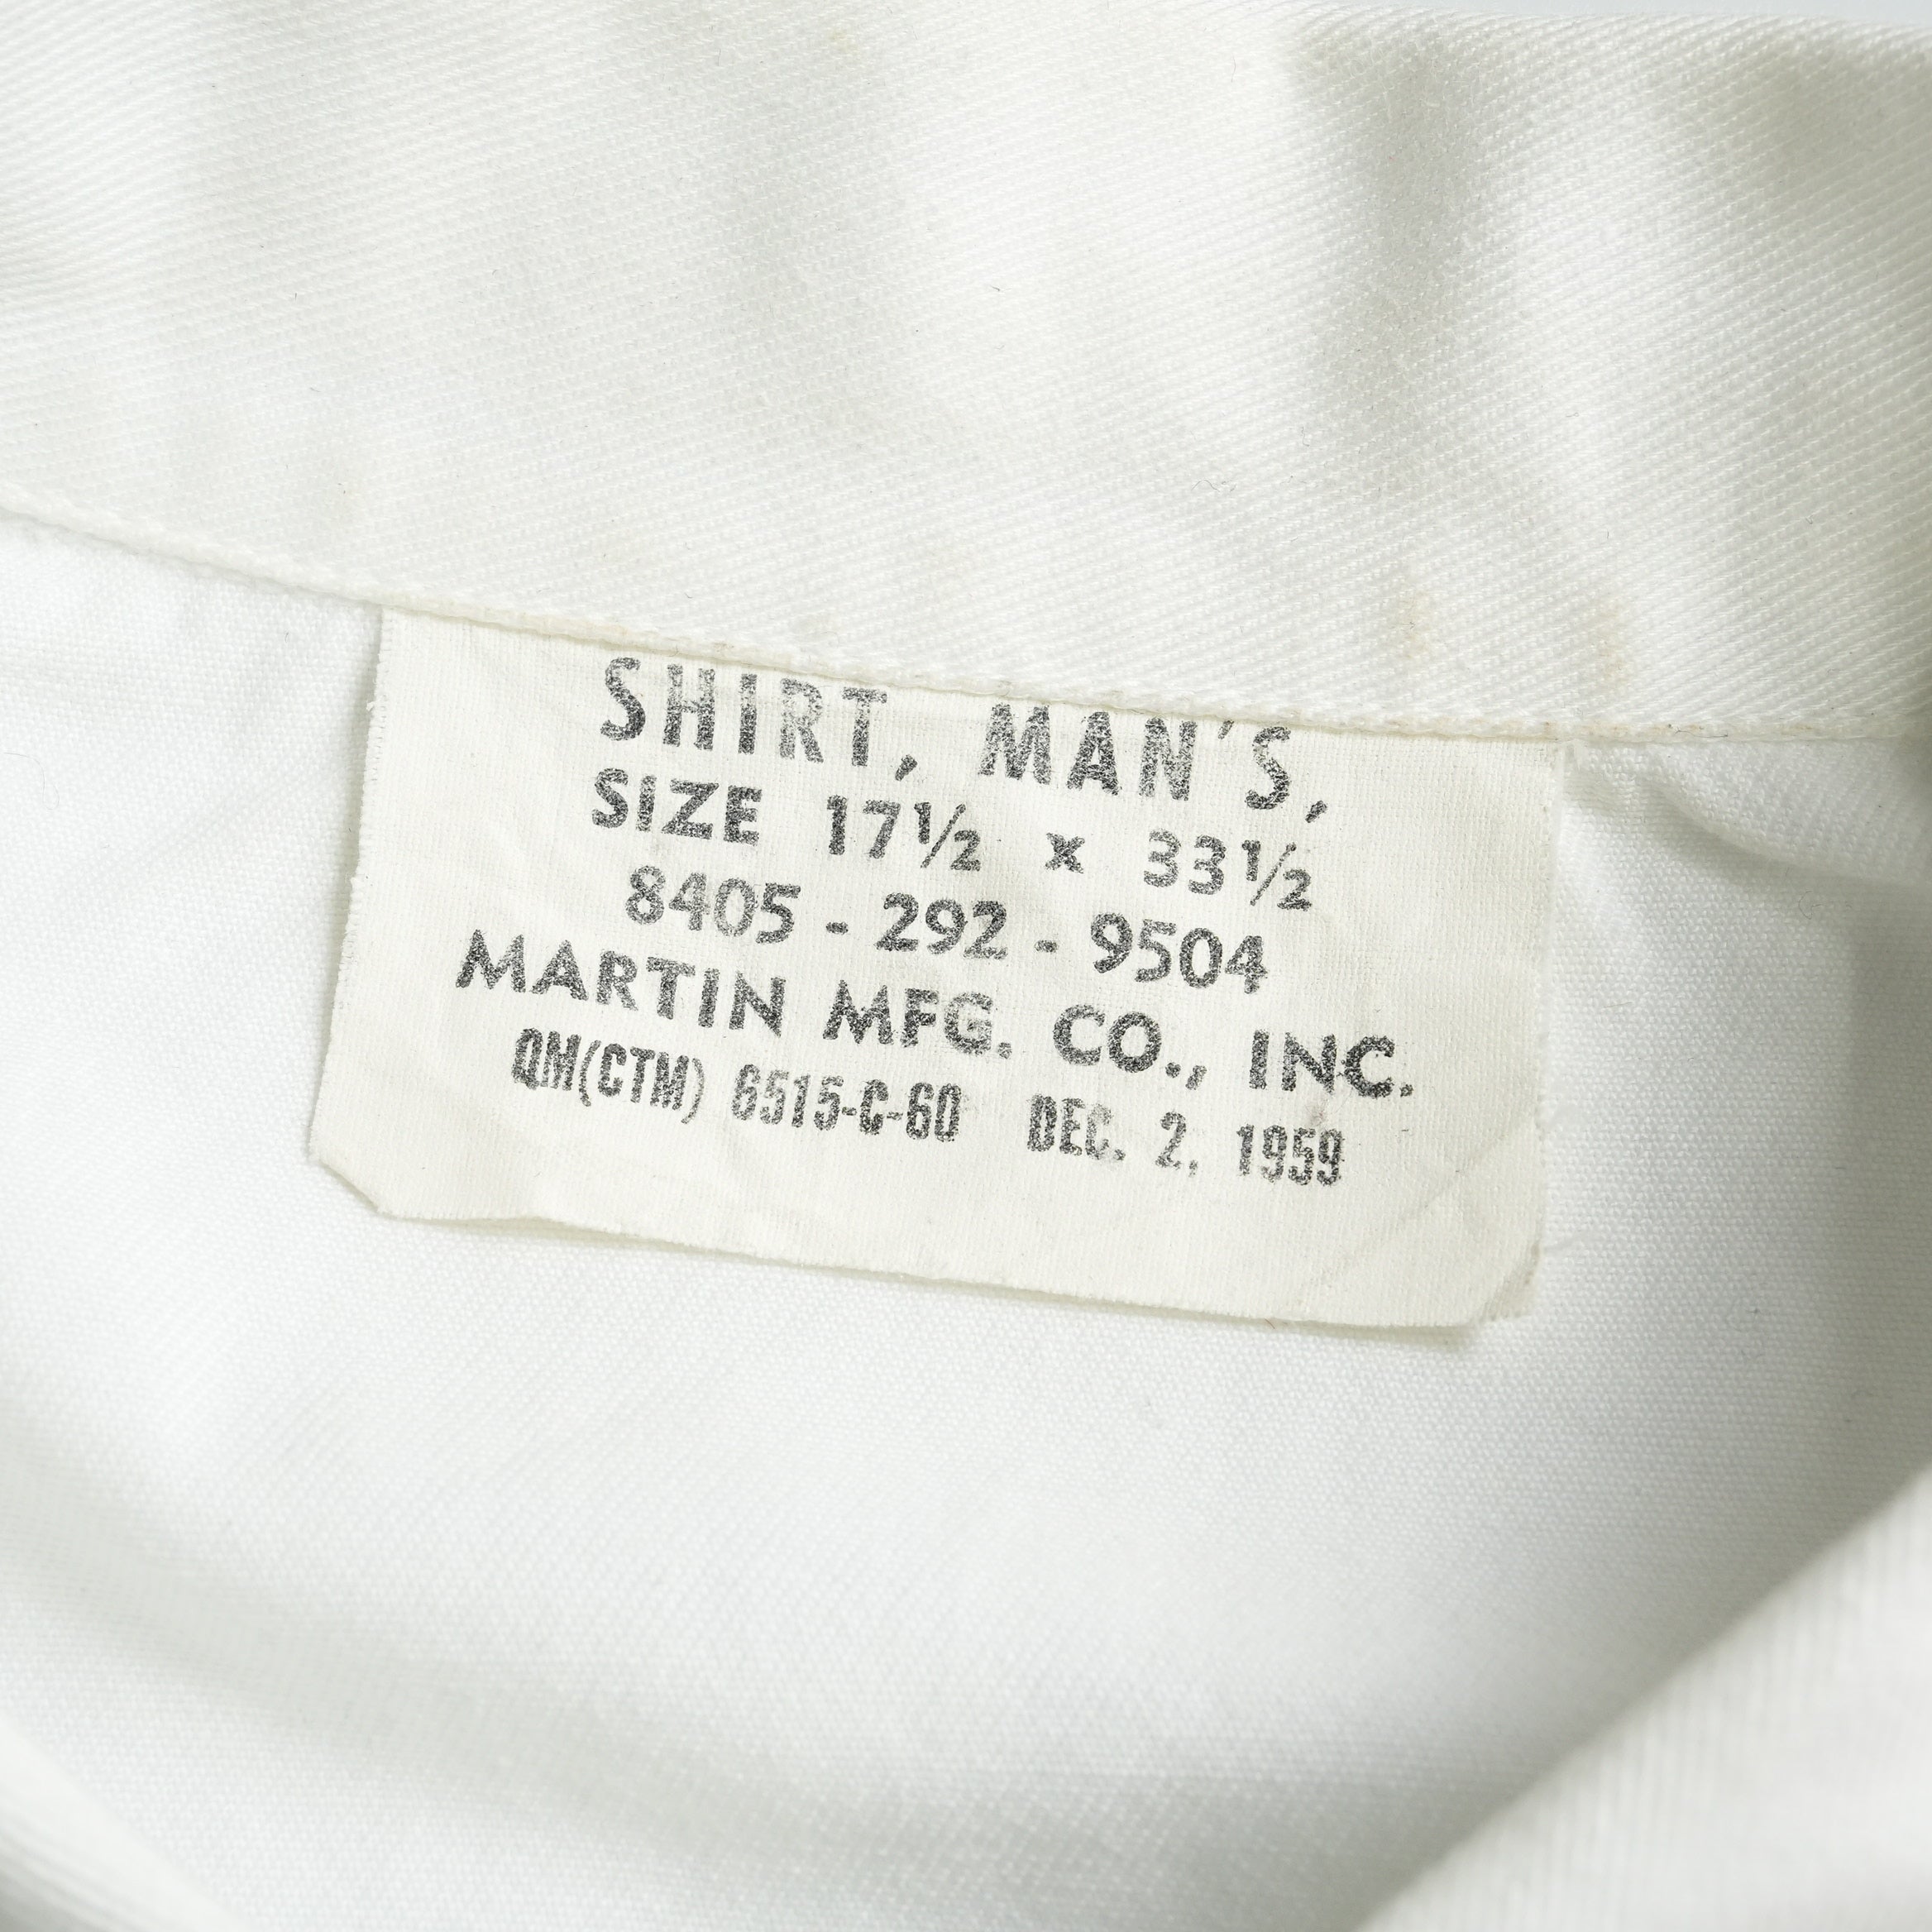 SHIRT, MAN'S,
SIZE 17½ x 33½
8405 - 292 - 9504
MARTIN MFG. CO., INC.
QM(CTM) 6515-C-60 DEC. 2, 1959